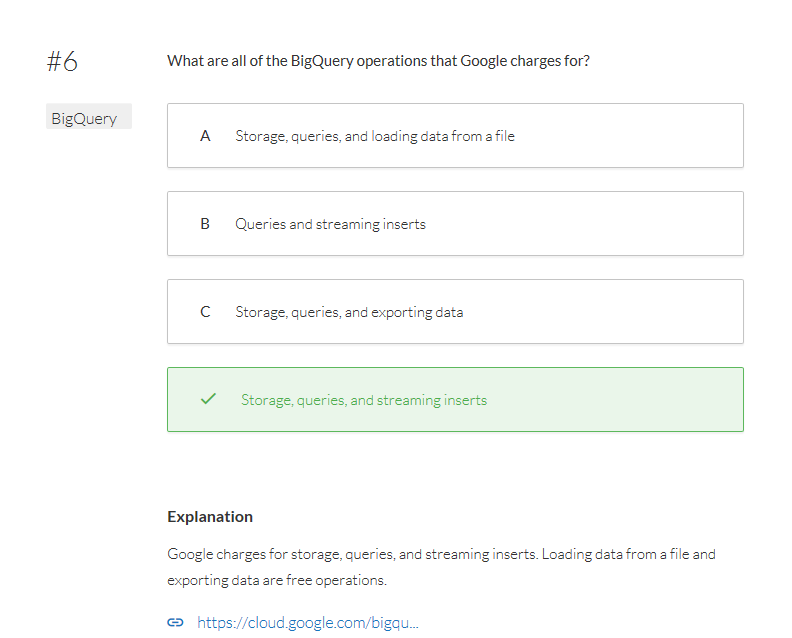 #6
What are all of the BigQuery operations that Google charges for?
BigQuery
A Storage, queries, and loading data from a file
B Queries and streaming inserts
C Storage, queries, and exporting data
Storage, queries, and streaming inserts
Explanation
Google charges for storage, queries, and streaming inserts. Loading data from a file and
exporting data are free operations.
https://cloud.google.com/bigqu...